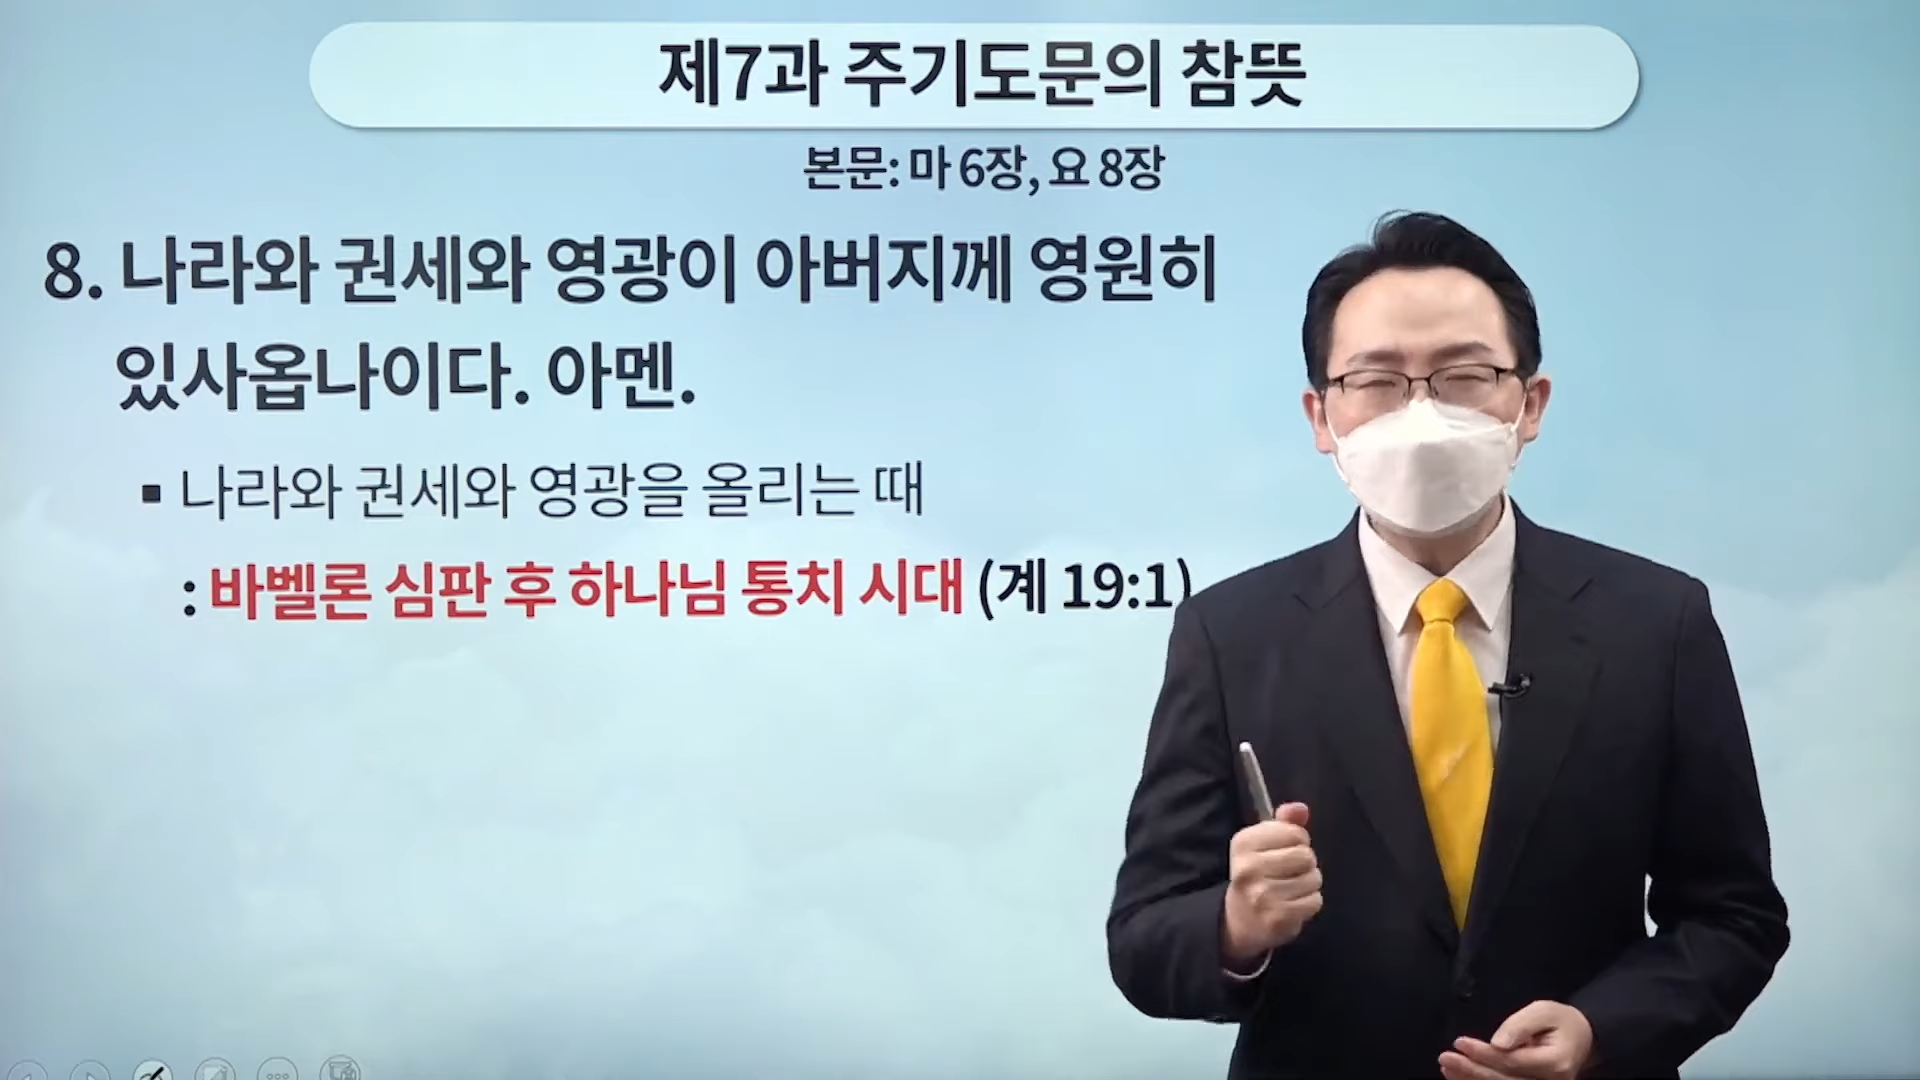 제7과 주기도문의 참뜻
본문: 마 6장, 요 8장
8. 나라와 권세와 영광이 아버지께 영원히
있사옵나이다. 아멘.
▪ 나라와 권세와 영광을 올리는 때
: 바벨론 심판 후 하나님 통치 시대 (계 19:1)